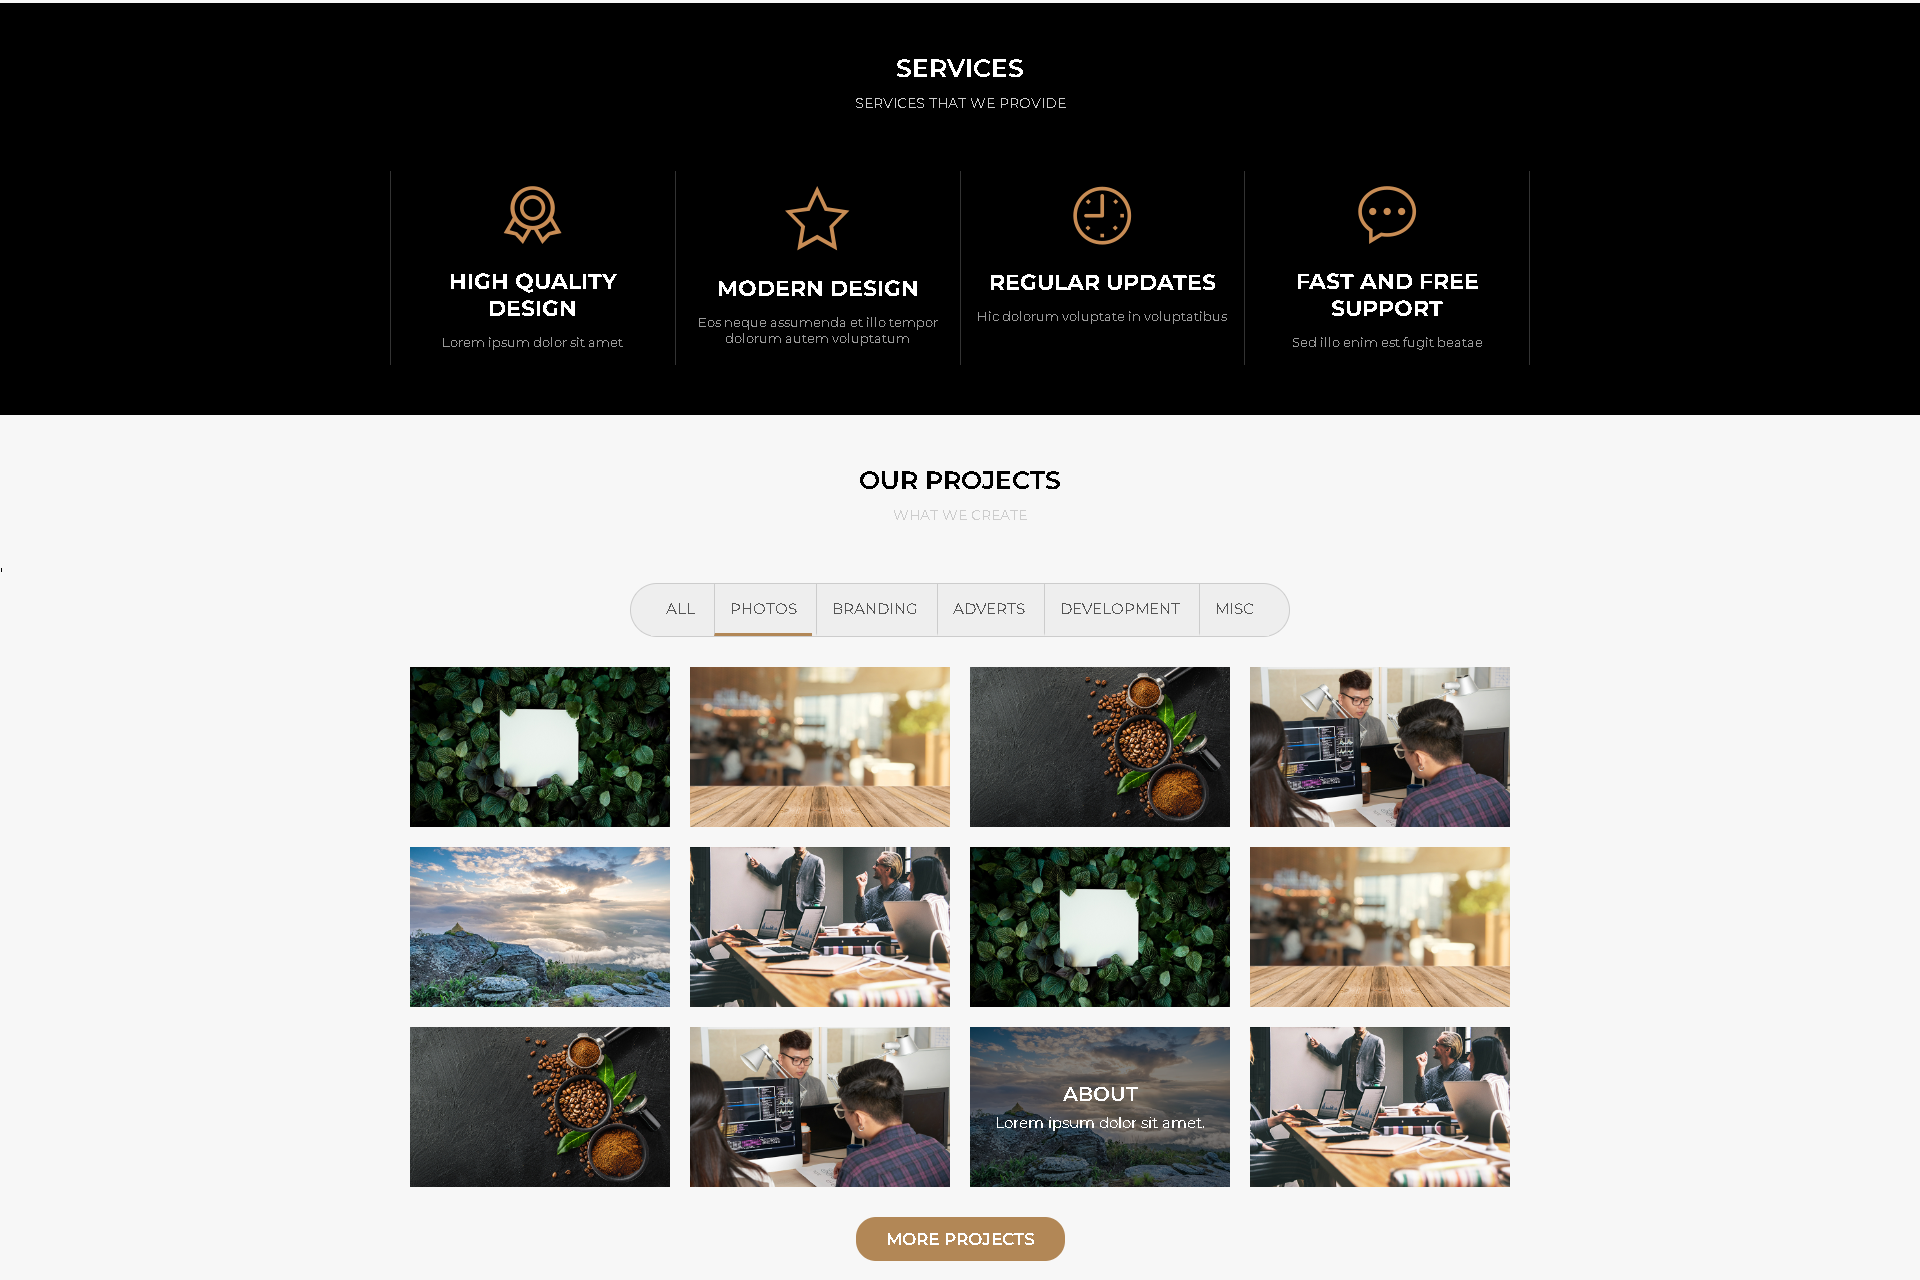 SERVICES
SERVICES THAT WE PROVIDE
HIGH QUALITY
DESIGN
Lorem ipsum dolor sit amet
MODERN DESIGN
Eos neque assumenda et illo tempor
dolorum autem voluptatum
REGULAR UPDATES
Hic dolorum voluptate in voluptatibus
FAST AND FREE
SUPPORT
Sed illo enim est fugit beatae
OUR PROJECTS
WHAT WE CREATE
'
ALL PHOTOS BRANDING ADVERTS DEVELOPMENT MISC
ABOUT
Lorem ipsum dolor sit amet.
MORE PROJECTS